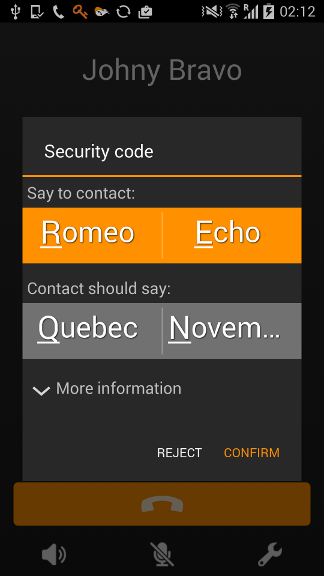 02:12
Johny Bravo
Security code
Say to contact:
Romeo Echo
Contact should say:
Quebec Novem...
More information
REJECT CONFIRM